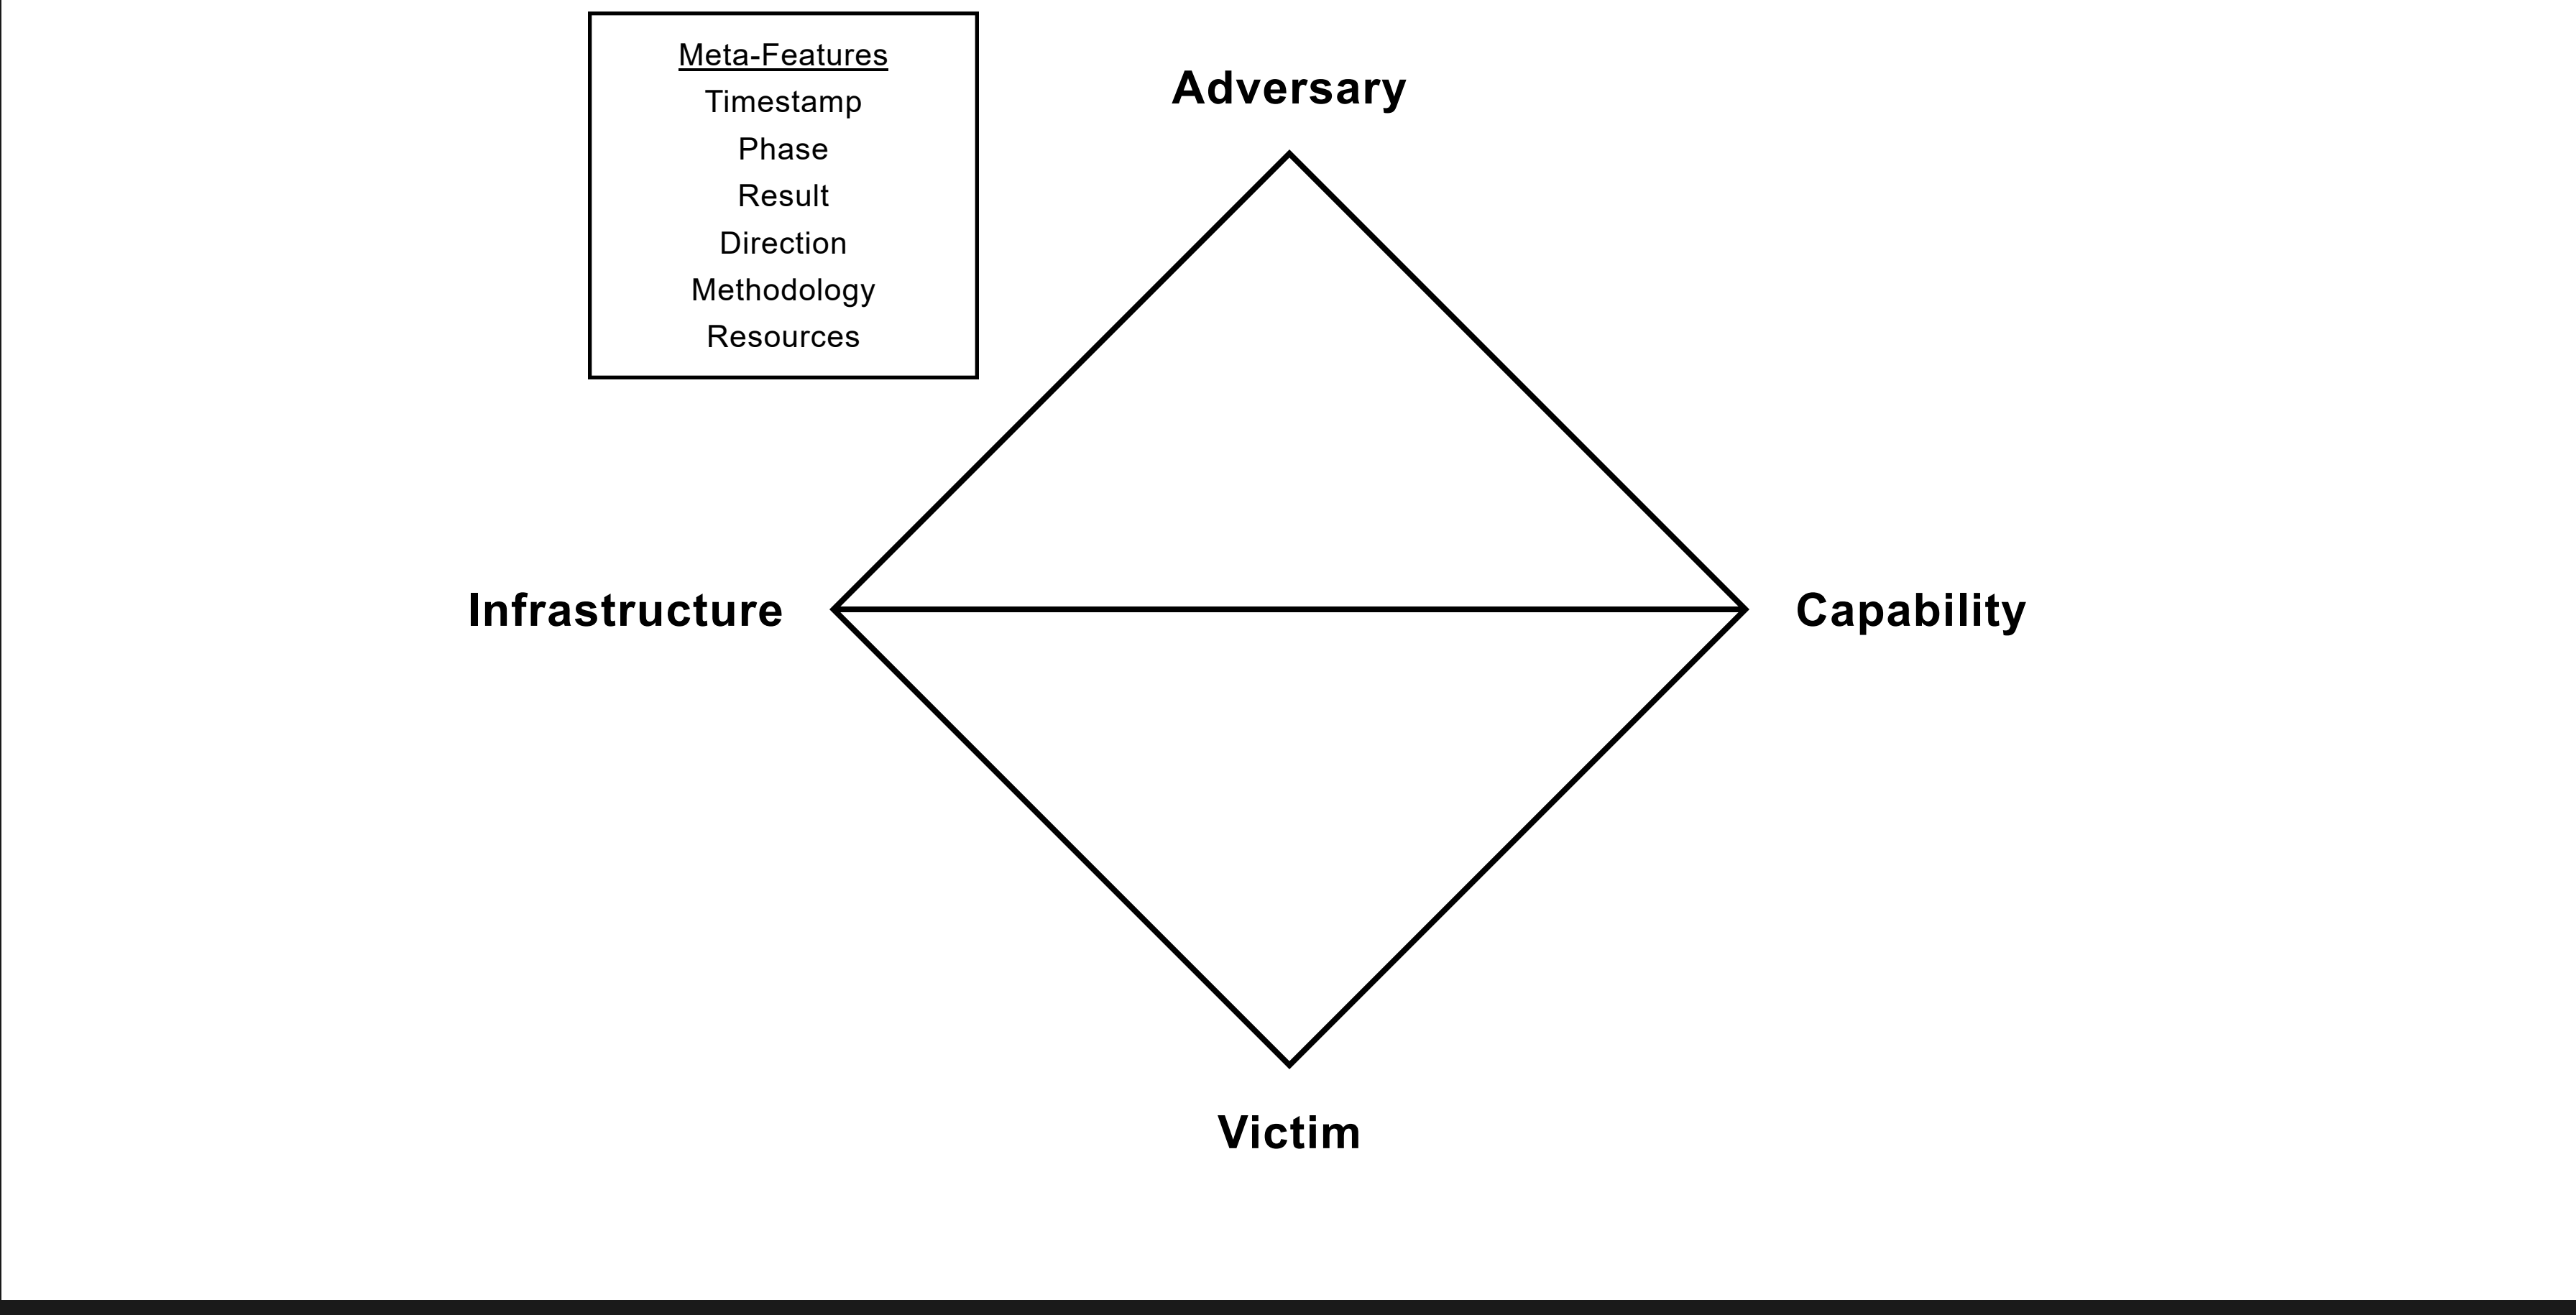 Meta-Features
Timestamp
Phase
Result
Direction
Methodology
Resources
Adversary
Infrastructure
Capability
Victim